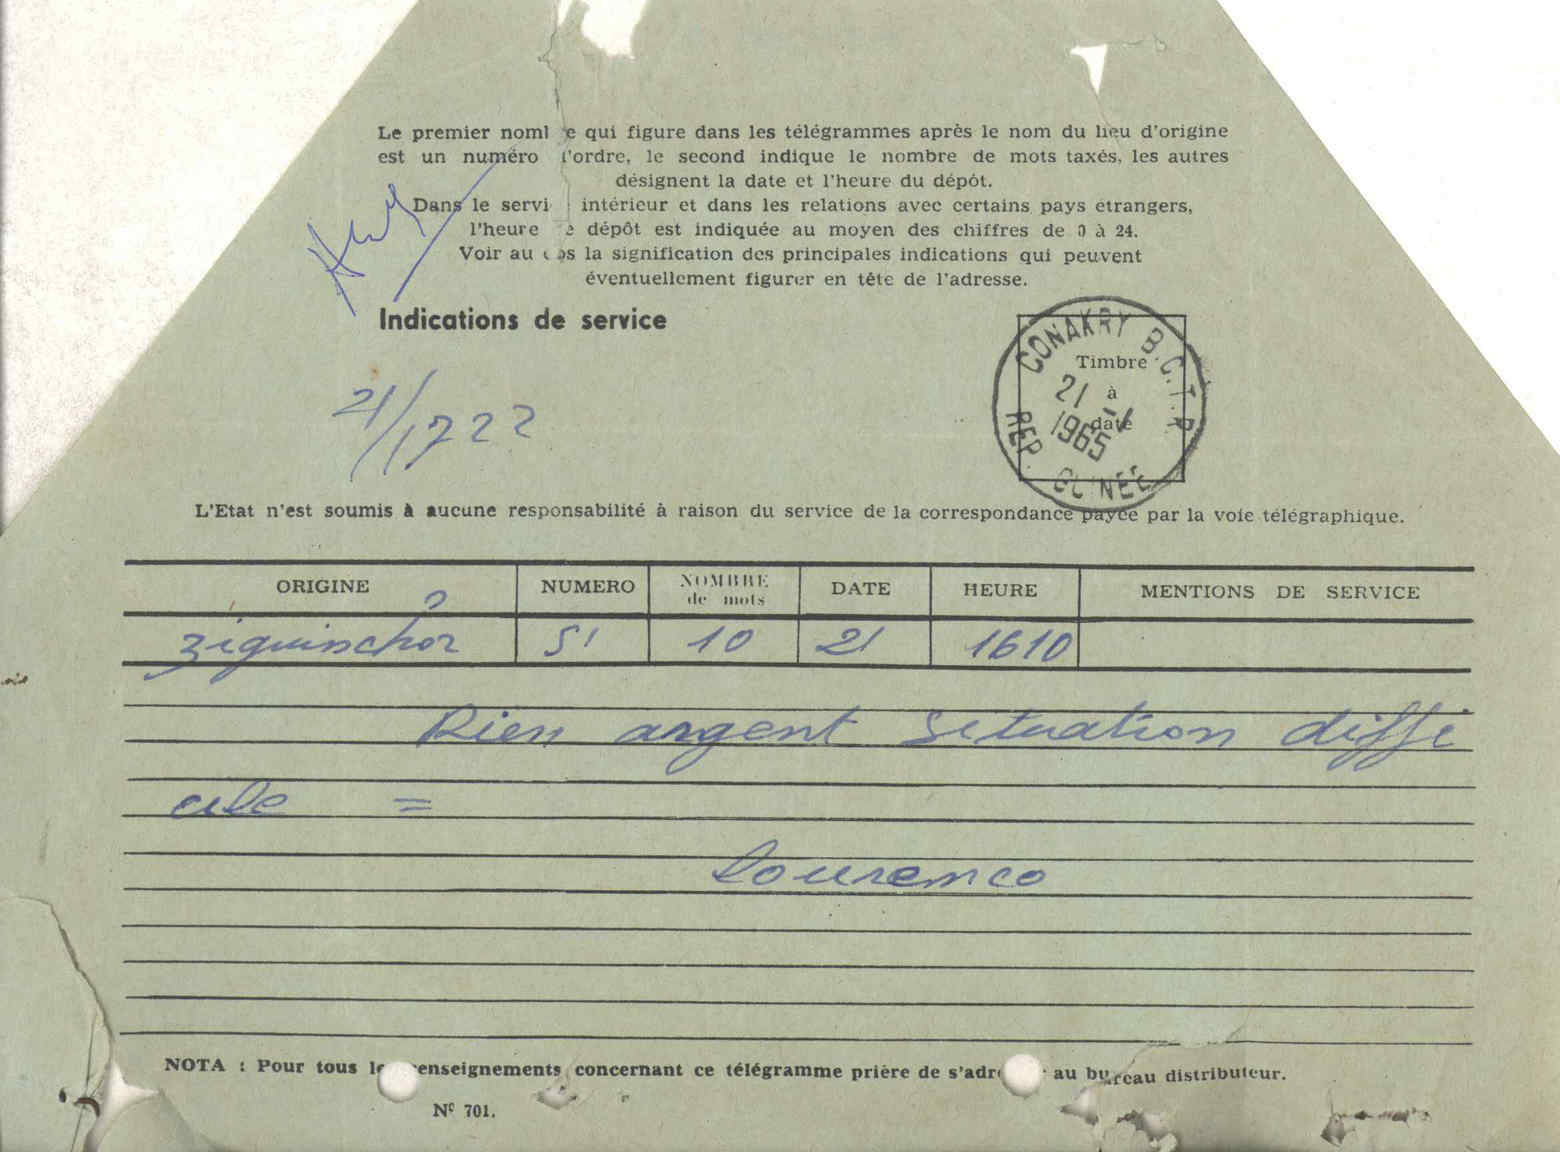 Le premier nom e qui figure dans les télégrammes après le nom du lieu d'origine
est un numéro 'ordre, le second indique le nombre de mots taxés, les autres
désignent la date et l'heure du dépôt.
Dans le servi intérieur et dans les relations avec certains pays étrangers,
l'heure e dépôt est indiquée au moyen des chiffres de 0 à 24.
Voir au os la signification des principales indications qui peuvent
éventuellement figurer en tête de l'adresse.
Indications de service
CONAKRY B.C.T.R.
Timbre
à
date
21 -1
1965
REP. GUINÉE
21/1722
L'Etat n'est soumis à aucune responsabilité à raison du service de la correspondance payée par la voie télégraphique.
ORIGINE NUMERO NOMBRE de mots DATE HEURE MENTIONS DE SERVICE
ziguinchor 51 10 21 1610
Rien argent situation diffi
cile =
lourenco
NOTA : Pour tous le enseignements concernant ce télégramme prière de s'adre au bureau distributeur.
N° 701.